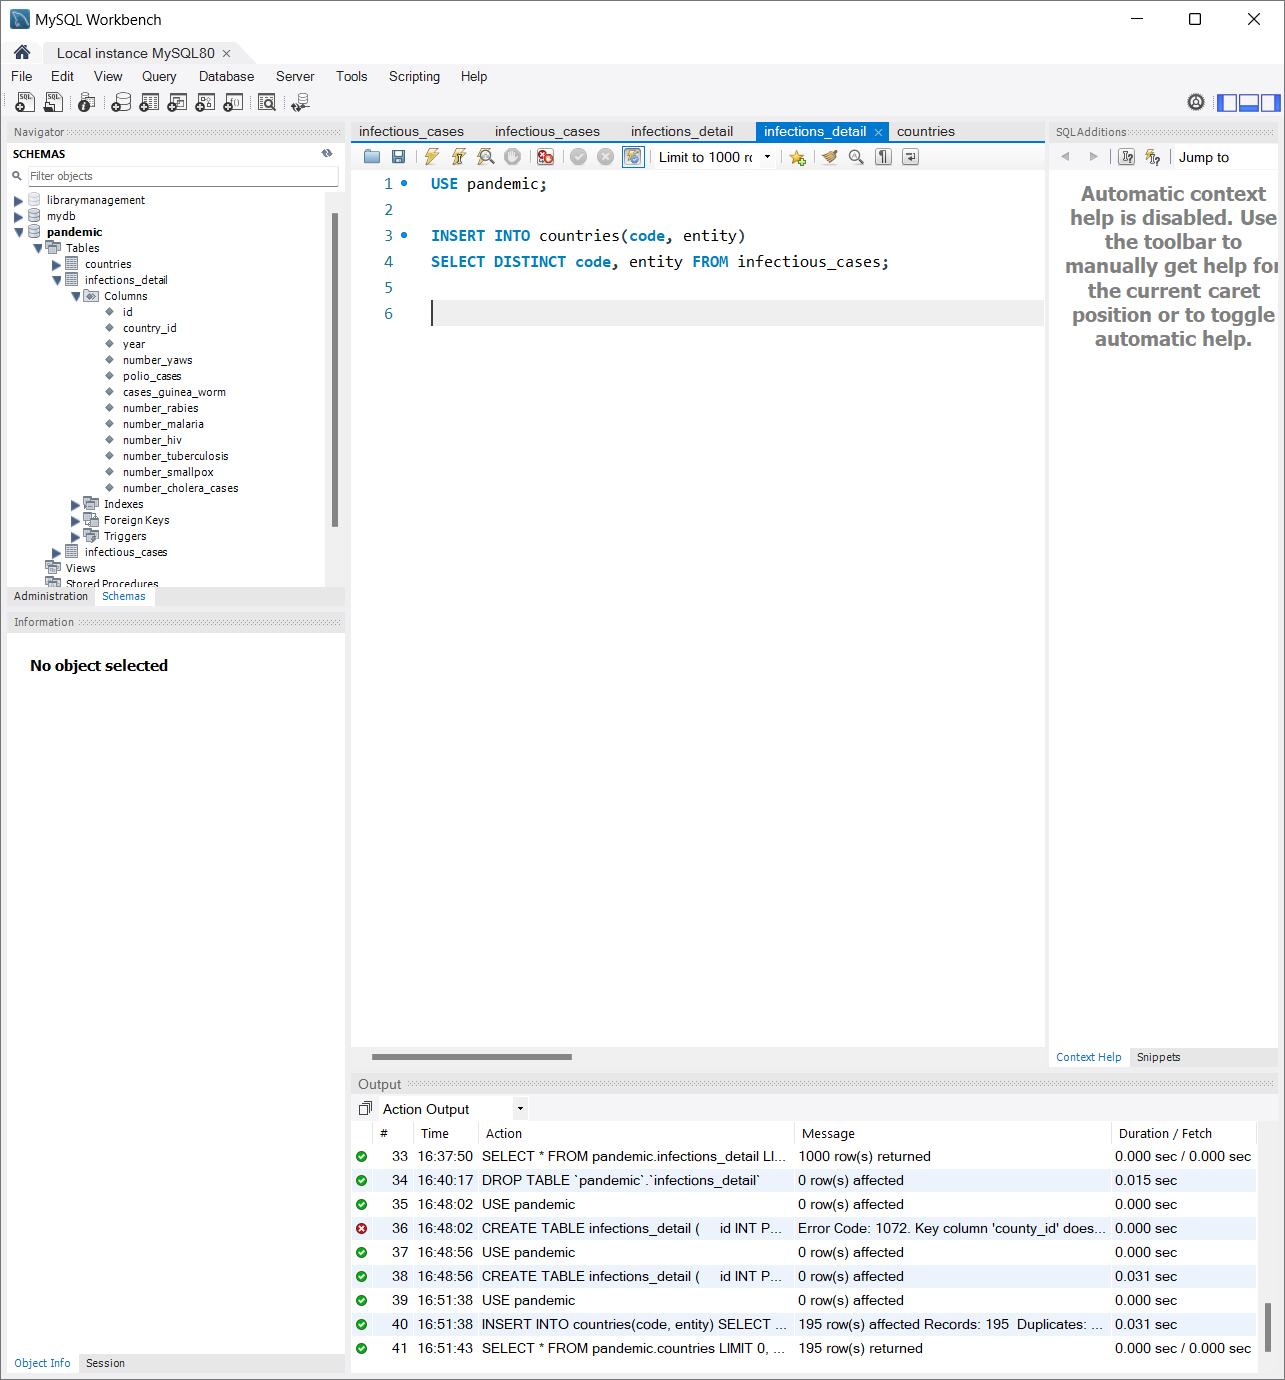 MySQL Workbench
Local instance MySQL80
File Edit View Query Database Server Tools Scripting Help
Navigator
SCHEMAS
Filter objects
librarymanagement
mydb
pandemic
Tables
countries
infections_detail
Columns
id
country_id
year
number_yaws
polio_cases
cases_guinea_worm
number_rabies
number_malaria
number_hiv
number_tuberculosis
number_smallpox
number_cholera_cases
Indexes
Foreign Keys
Triggers
infectious_cases
Views
Stored Procedures
Administration Schemas
Information
No object selected
Object Info Session
infectious_cases infectious_cases infections_detail infections_detail countries
Limit to 1000 rc
1 USE pandemic;
2
3 INSERT INTO countries(code, entity)
4 SELECT DISTINCT code, entity FROM infectious_cases;
5
6
SQLAdditions
Jump to
Automatic context
help is disabled. Use
the toolbar to
manually get help for
the current caret
position or to toggle
automatic help.
Context Help Snippets
Output
Action Output
# Time Action Message Duration / Fetch
33 16:37:50 SELECT * FROM pandemic.infections_detail LI... 1000 row(s) returned 0.000 sec / 0.000 sec
34 16:40:17 DROP TABLE `pandemic`.`infections_detail` 0 row(s) affected 0.015 sec
35 16:48:02 USE pandemic 0 row(s) affected 0.000 sec
36 16:48:02 CREATE TABLE infections_detail ( id INT P... Error Code: 1072. Key column 'county_id' does... 0.000 sec
37 16:48:56 USE pandemic 0 row(s) affected 0.000 sec
38 16:48:56 CREATE TABLE infections_detail ( id INT P... 0 row(s) affected 0.031 sec
39 16:51:38 USE pandemic 0 row(s) affected 0.000 sec
40 16:51:38 INSERT INTO countries(code, entity) SELECT ... 195 row(s) affected Records: 195 Duplicates: ... 0.031 sec
41 16:51:43 SELECT * FROM pandemic.countries LIMIT 0, ... 195 row(s) returned 0.000 sec / 0.000 sec